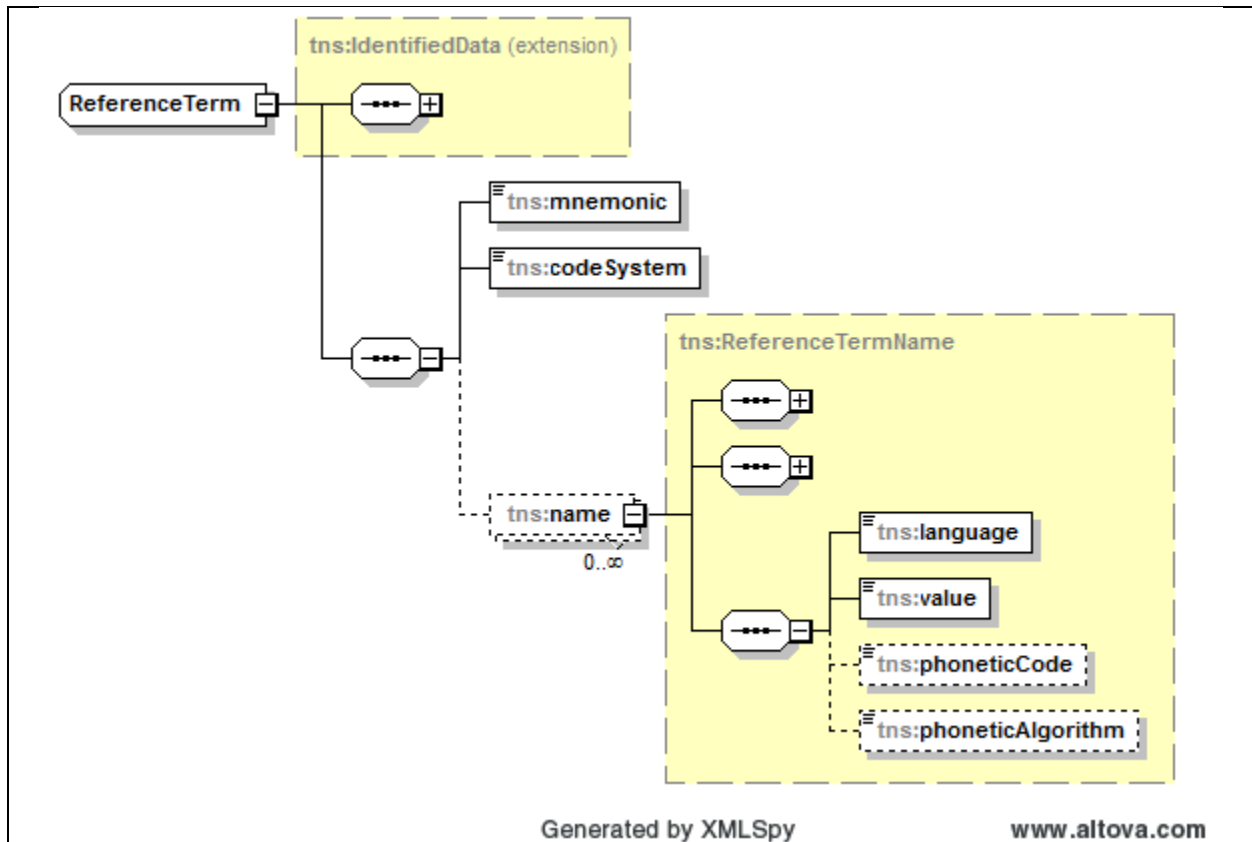 tns:IdentifiedData (extension)
ReferenceTerm
tns:mnemonic
tns:codeSystem
tns:ReferenceTermName
tns:name
0..∞
tns:language
tns:value
tns:phoneticCode
tns:phoneticAlgorithm
Generated by XMLSpy www.altova.com